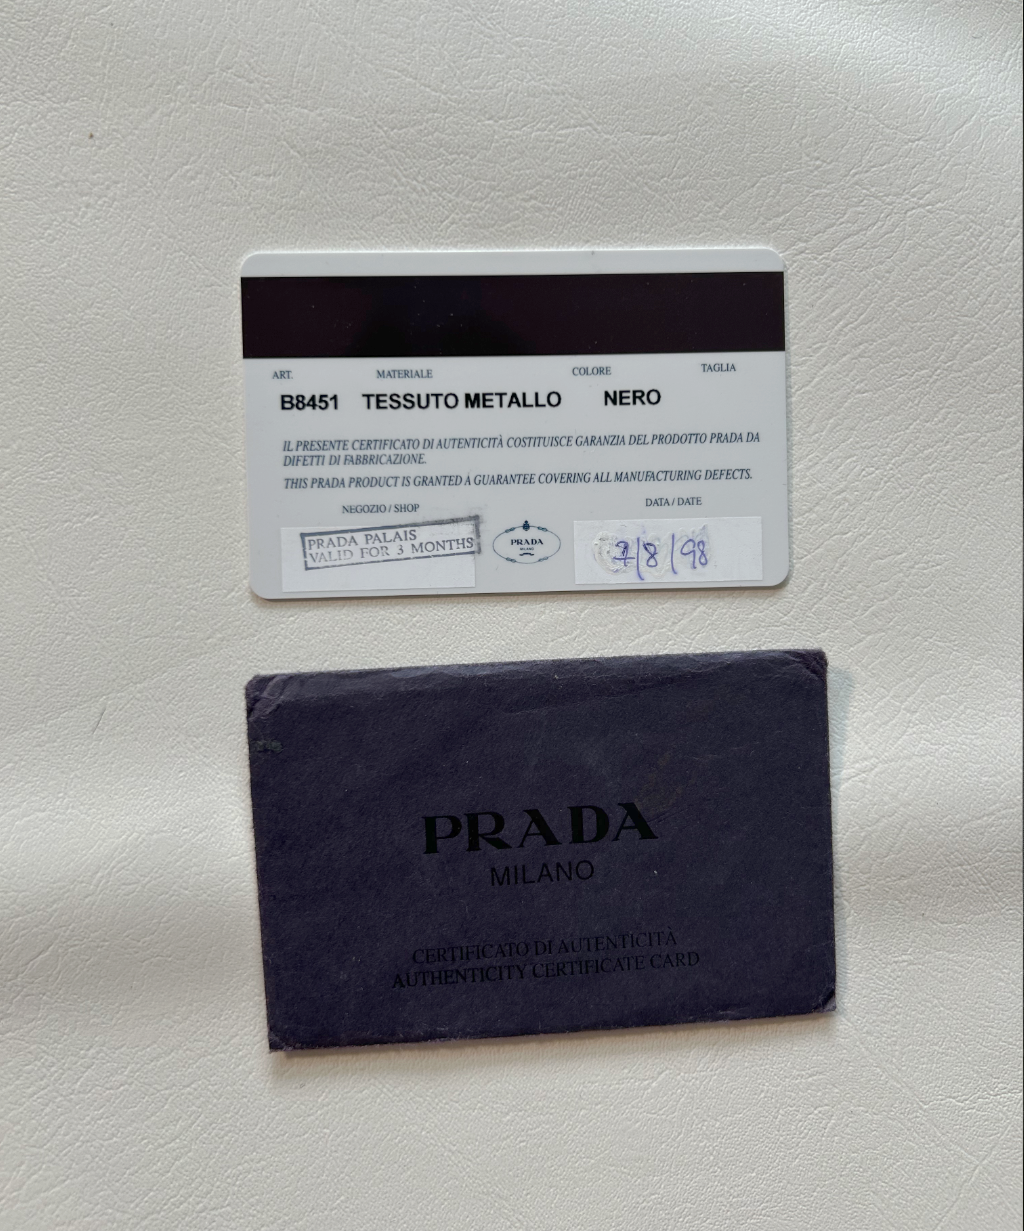 ART. MATERIALE COLORE TAGLIA
B8451 TESSUTO METALLO NERO
IL PRESENTE CERTIFICATO DI AUTENTICITÀ COSTITUISCE GARANZIA DEL PRODOTTO PRADA DA
DIFETTI DI FABBRICAZIONE.
THIS PRADA PRODUCT IS GRANTED A GUARANTEE COVERING ALL MANUFACTURING DEFECTS.
NEGOZIO / SHOP DATA / DATE
PRADA PALAIS
VALID FOR 3 MONTHS
PRADA
MILANO
7/8/98
PRADA
MILANO
CERTIFICATO DI AUTENTICITÀ
AUTHENTICITY CERTIFICATE CARD